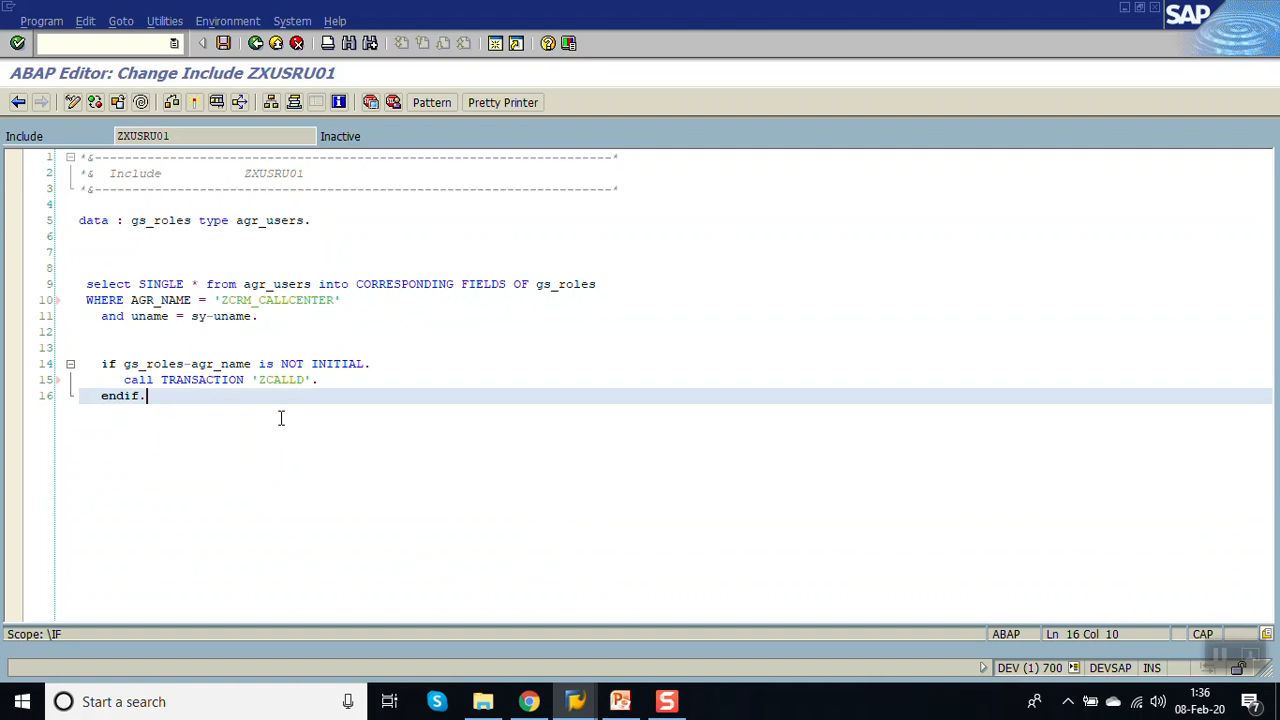 Program Edit Goto Utilities Environment System Help
SAP
ABAP Editor: Change Include ZXUSRU01
Pattern Pretty Printer
Include ZXUSRU01 Inactive
1 *&---------------------------------------------------------------------*
2 *& Include ZXUSRU01
3 *&---------------------------------------------------------------------*
4
5 data : gs_roles type agr_users.
6
7
8
9 select SINGLE * from agr_users into CORRESPONDING FIELDS OF gs_roles
10 WHERE AGR_NAME = 'ZCRM_CALLCENTER'
11 and uname = sy-uname.
12
13
14 if gs_roles-agr_name is NOT INITIAL.
15 call TRANSACTION 'ZCALLD'.
16 endif.
Scope: \IF ABAP Ln 16 Col 10 CAP
DEV (1) 700 DEVSAP INS
Start a search
1:36
08-Feb-20
7